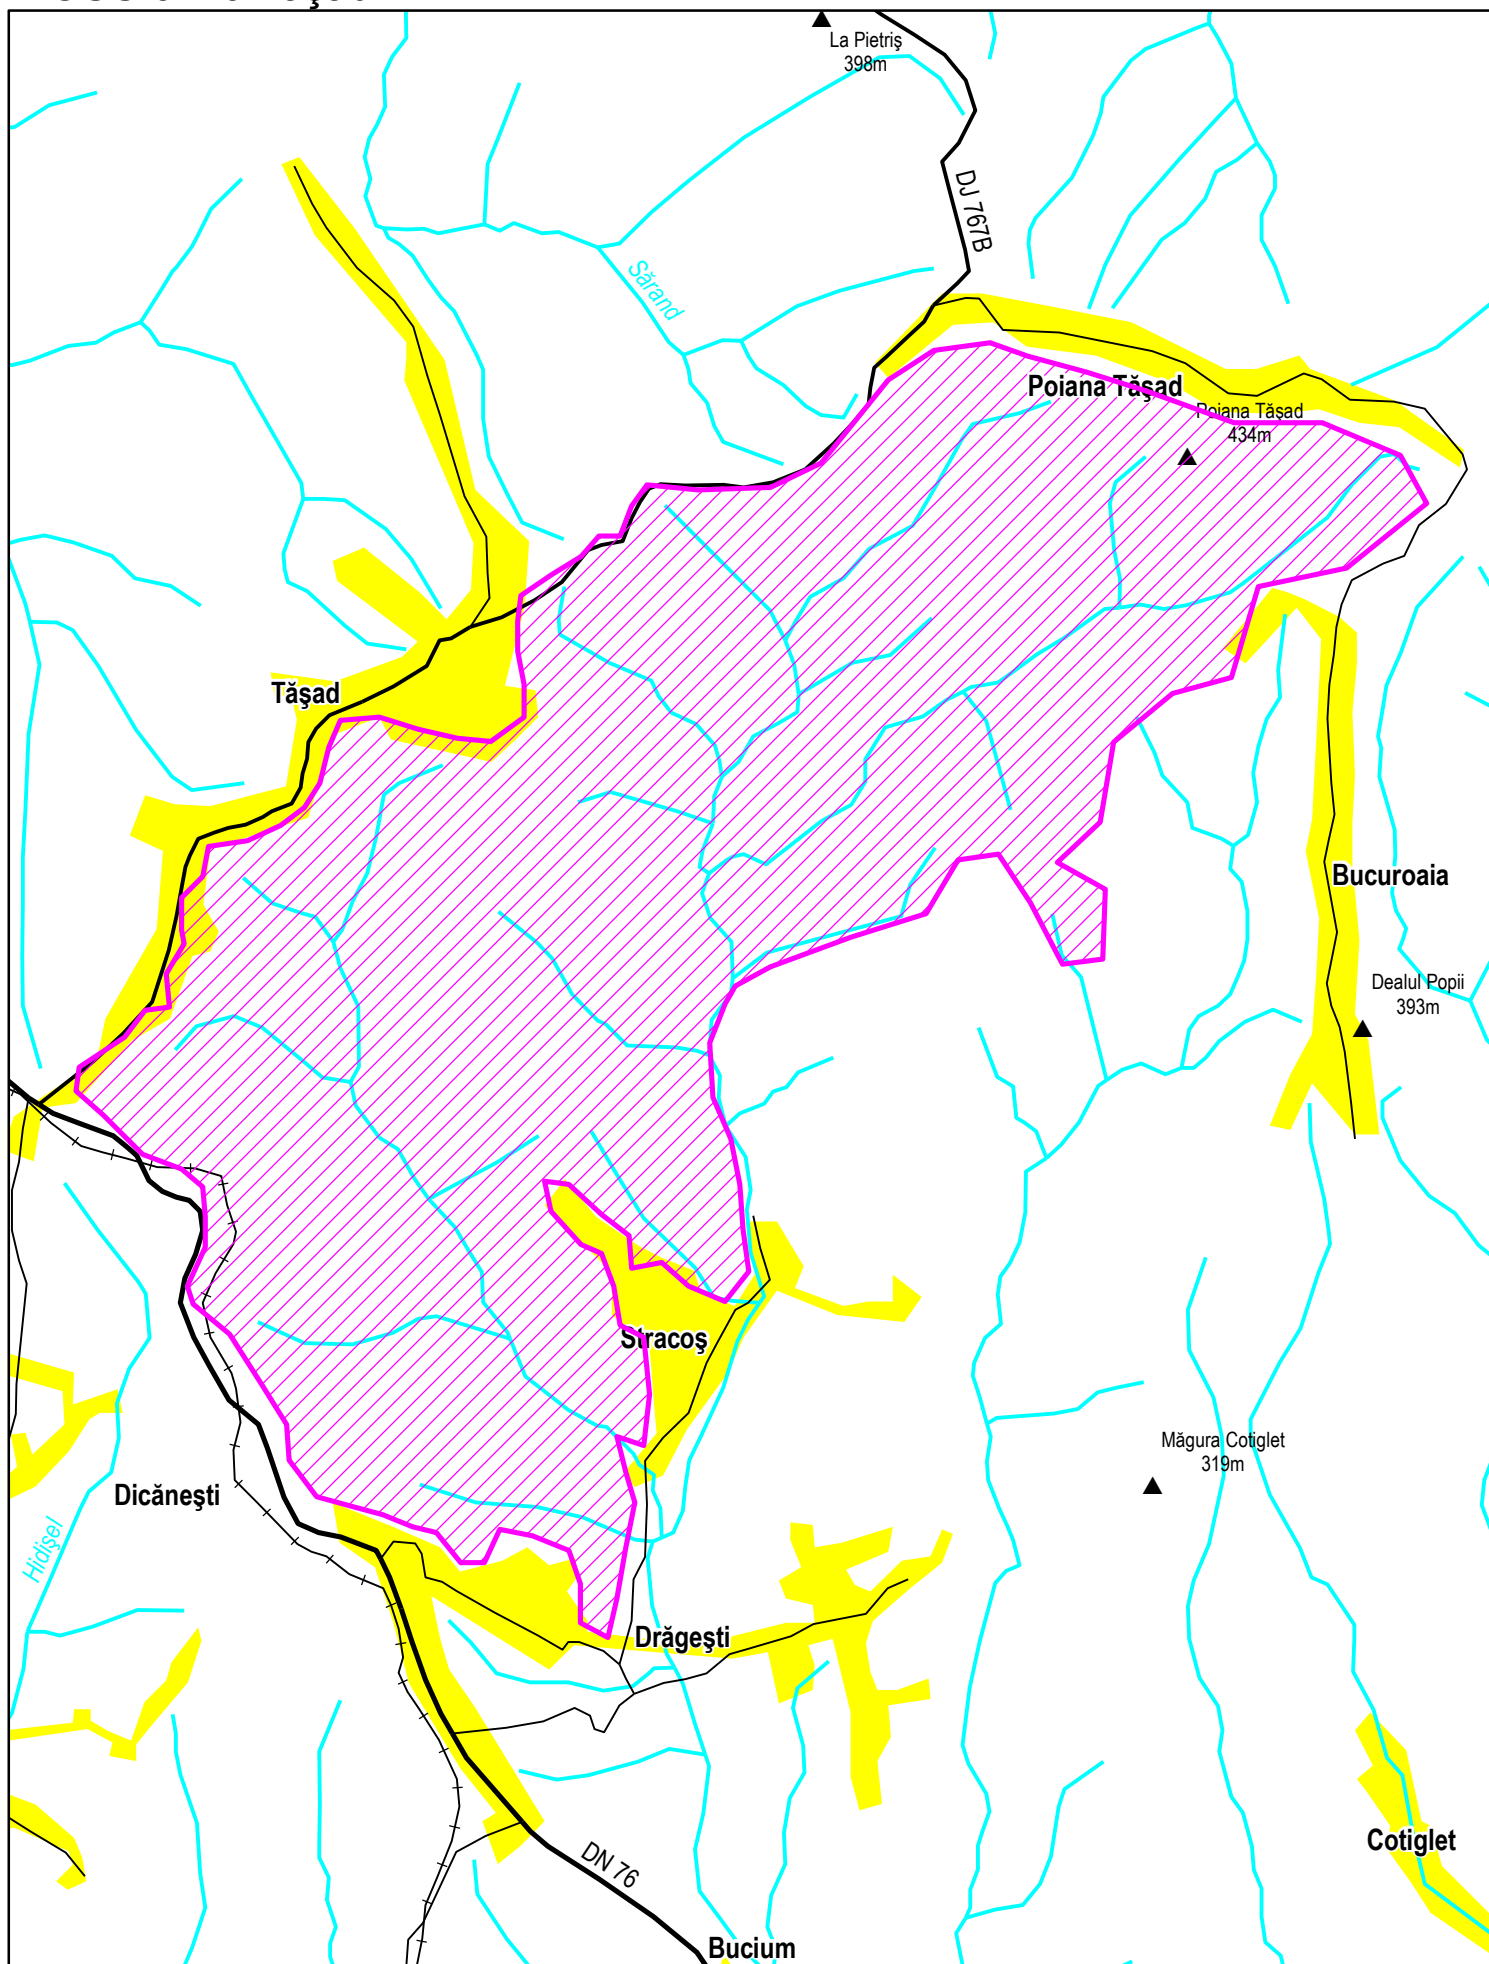 La Pietriş
398m
DJ 767B
Sărand
Poiana Tăşad
Poiana Tăşad
434m
Tăşad
Bucuroaia
Dealul Popii
393m
Stracoş
Măgura Cotiglet
319m
Dicăneşti
Hidişel
Drăgeşti
Cotiglet
DN 76
Bucium